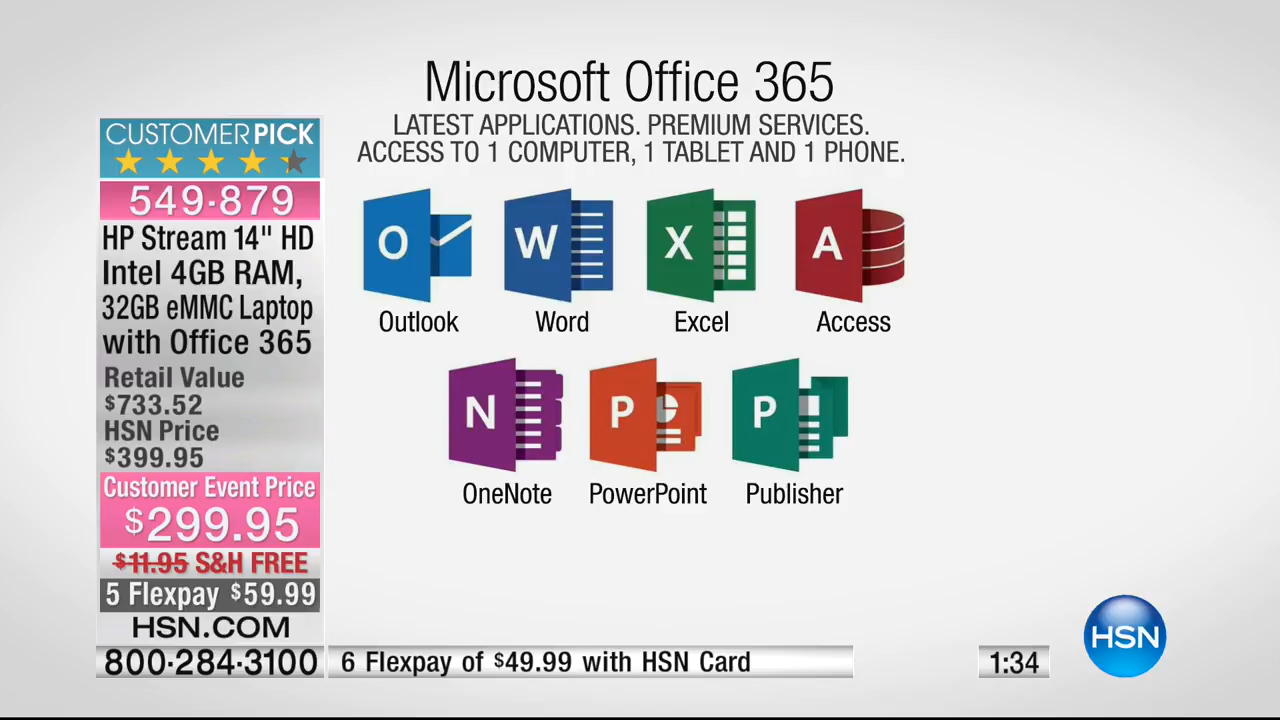 Microsoft Office 365
LATEST APPLICATIONS. PREMIUM SERVICES.
ACCESS TO 1 COMPUTER, 1 TABLET AND 1 PHONE.
CUSTOMER PICK
549·879
HP Stream 14" HD
Intel 4GB RAM,
32GB eMMC Laptop
with Office 365
Retail Value
$733.52
HSN Price
$399.95
Customer Event Price
$299.95
$11.95 S&H FREE
5 Flexpay $59.99
HSN.COM
800·284·3100
O W X A
Outlook Word Excel Access
N P P
OneNote PowerPoint Publisher
6 Flexpay of $49.99 with HSN Card
1:34
HSN